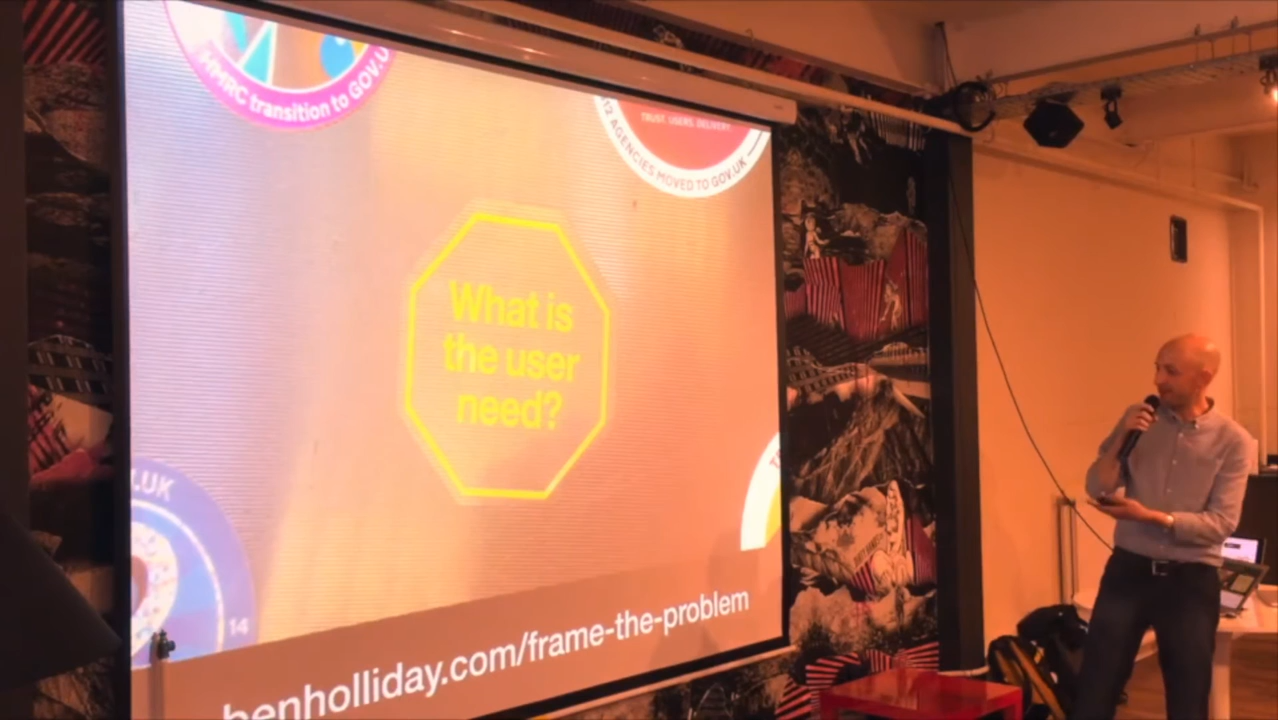 HMRC transition to GOV.U
TRUST. USERS. DELIVERY.
12 AGENCIES MOVED TO GOV.UK
What is
the user
need?
.UK
14
benholliday.com/frame-the-problem